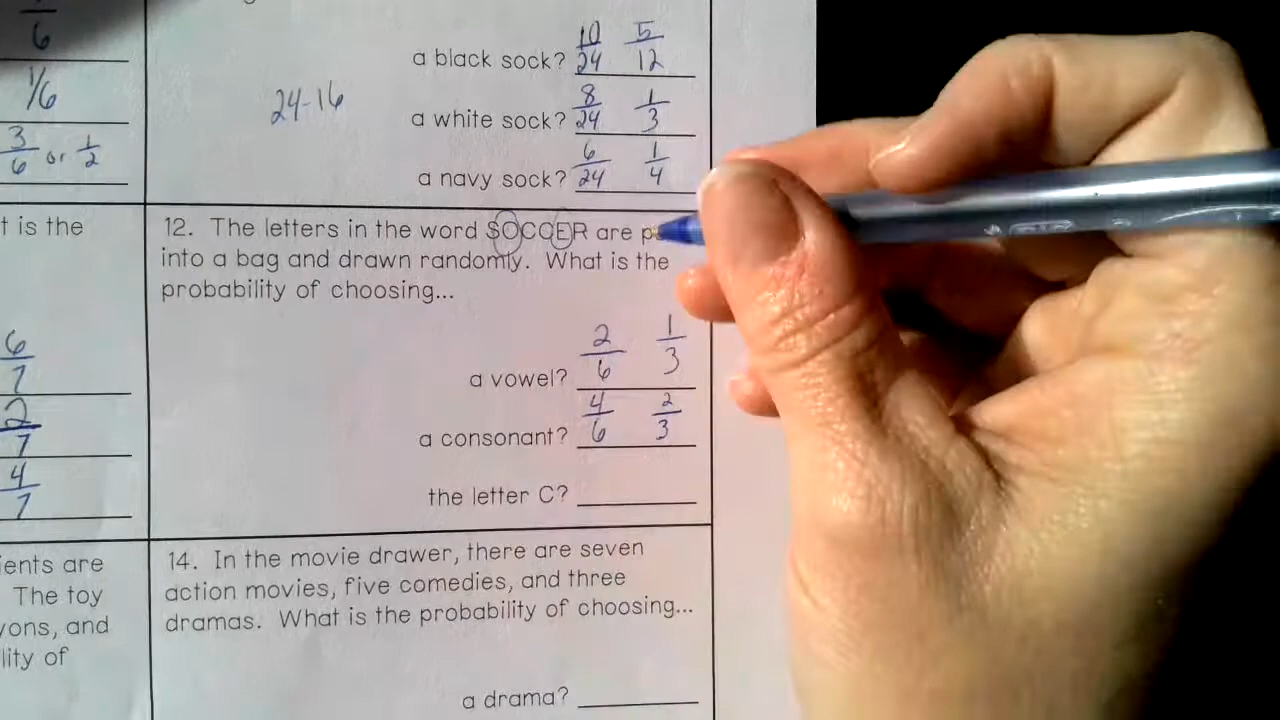 6
1/6
3/6 or 1/2
a black sock? 10/24 5/12
24-16
a white sock? 8/24 1/3
a navy sock? 6/24 1/4
t is the
6/7
2/7
4/7
12. The letters in the word SOCCER are
into a bag and drawn randomly. What is the
probability of choosing...
a vowel? 2/6 1/3
a consonant? 4/6 2/3
the letter C?
ients are
The toy
yons, and
lity of
14. In the movie drawer, there are seven
action movies, five comedies, and three
dramas. What is the probability of choosing...
a drama?